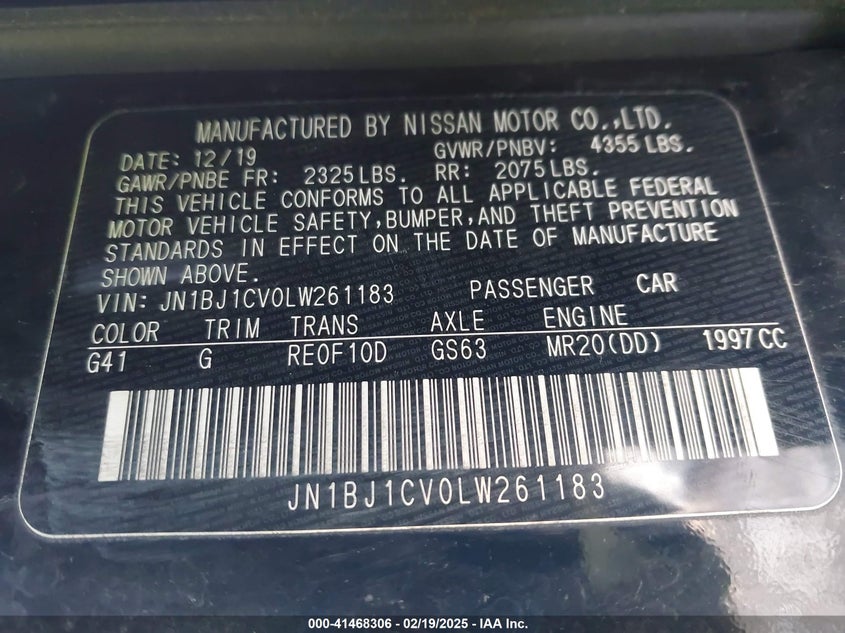 MANUFACTURED BY NISSAN MOTOR CO.,LTD.
DATE: 12/19 GVWR/PNBV: 4355 LBS.
GAWR/PNBE FR: 2325 LBS. RR: 2075 LBS.
THIS VEHICLE CONFORMS TO ALL APPLICABLE FEDERAL
MOTOR VEHICLE SAFETY, BUMPER, AND THEFT PREVENTION
STANDARDS IN EFFECT ON THE DATE OF MANUFACTURE
SHOWN ABOVE.
VIN: JN1BJ1CV0LW261183 PASSENGER CAR
COLOR TRIM TRANS AXLE ENGINE
G41 G RE0F10D GS63 MR20(DD) 1997 CC
JN1BJ1CV0LW261183
000-41468306 - 02/19/2025 - IAA Inc.